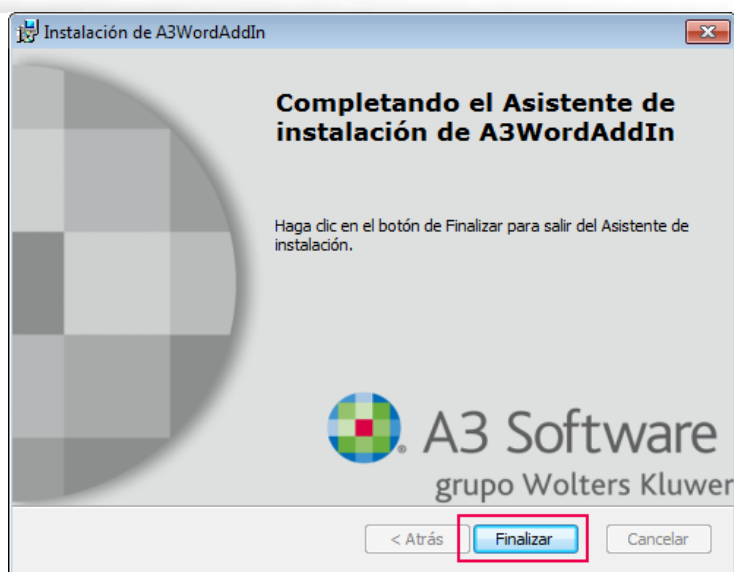 Instalación de A3WordAddIn
Completando el Asistente de
instalación de A3WordAddIn
Haga clic en el botón de Finalizar para salir del Asistente de
instalación.
A3 Software
grupo Wolters Kluwer
< Atrás Finalizar Cancelar